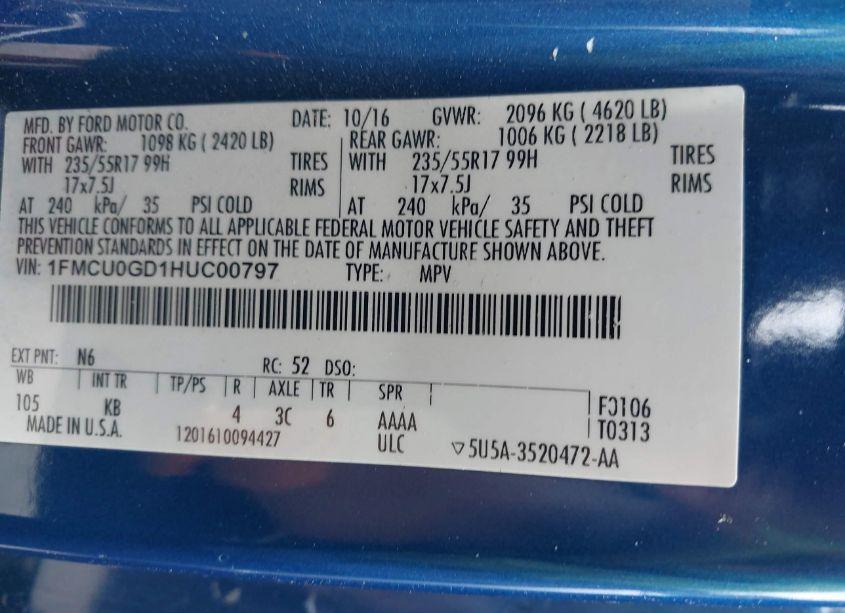 MFD. BY FORD MOTOR CO. DATE: 10/16 GVWR: 2096 KG ( 4620 LB)
FRONT GAWR: 1098 KG ( 2420 LB) REAR GAWR: 1006 KG ( 2218 LB)
WITH 235/55R17 99H TIRES WITH 235/55R17 99H TIRES
17x7.5J RIMS 17x7.5J RIMS
AT 240 kPa/ 35 PSI COLD AT 240 kPa/ 35 PSI COLD
THIS VEHICLE CONFORMS TO ALL APPLICABLE FEDERAL MOTOR VEHICLE SAFETY AND THEFT
PREVENTION STANDARDS IN EFFECT ON THE DATE OF MANUFACTURE SHOWN ABOVE.
VIN: 1FMCU0GD1HUC00797 TYPE: MPV
EXT PNT: N6 RC: 52 DSO:
WB INT TR TP/PS R AXLE TR SPR
105 KB 4 3C 6 AAAA F0106
MADE IN U.S.A. 1201610094427 ULC T0313
▽5U5A-3520472-AA